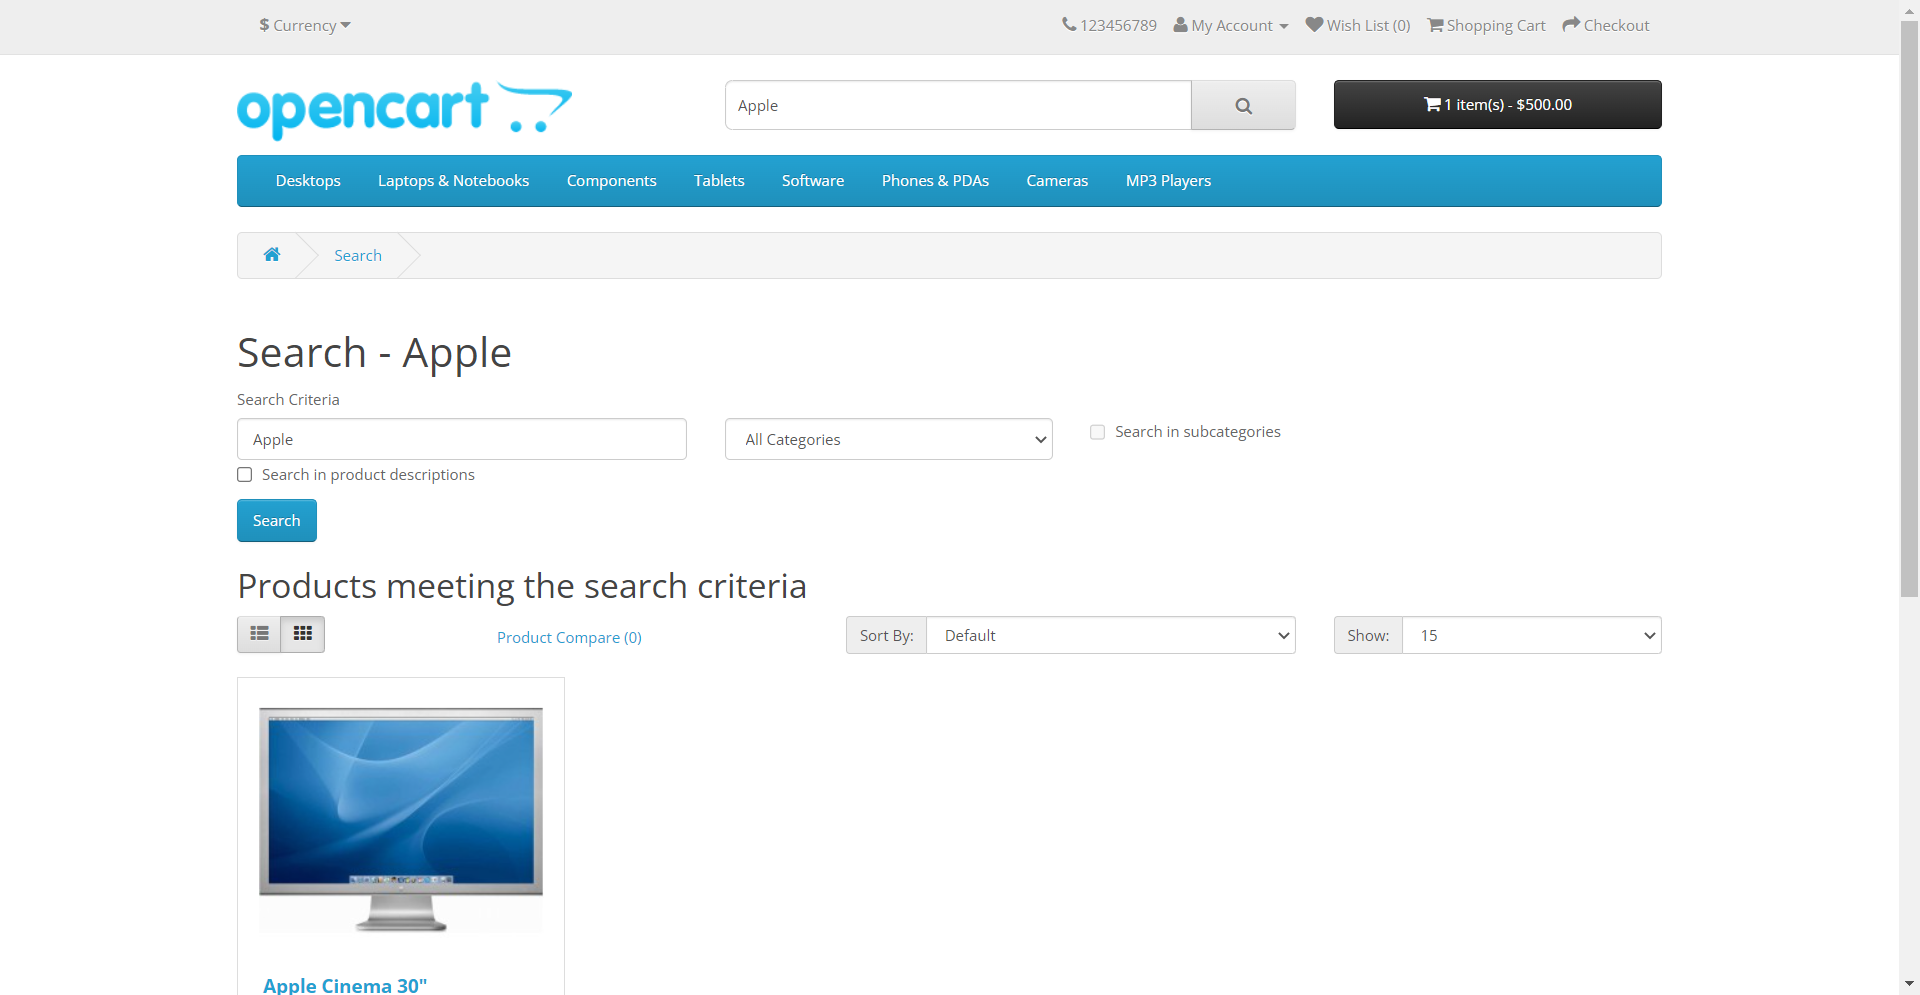 $ Currency
123456789 My Account Wish List (0) Shopping Cart Checkout
opencart
Apple
1 item(s) - $500.00
Desktops Laptops & Notebooks Components Tablets Software Phones & PDAs Cameras MP3 Players
Search
Search - Apple
Search Criteria
Apple
All Categories
Search in subcategories
Search in product descriptions
Search
Products meeting the search criteria
Product Compare (0)
Sort By: Default
Show: 15
Apple Cinema 30"